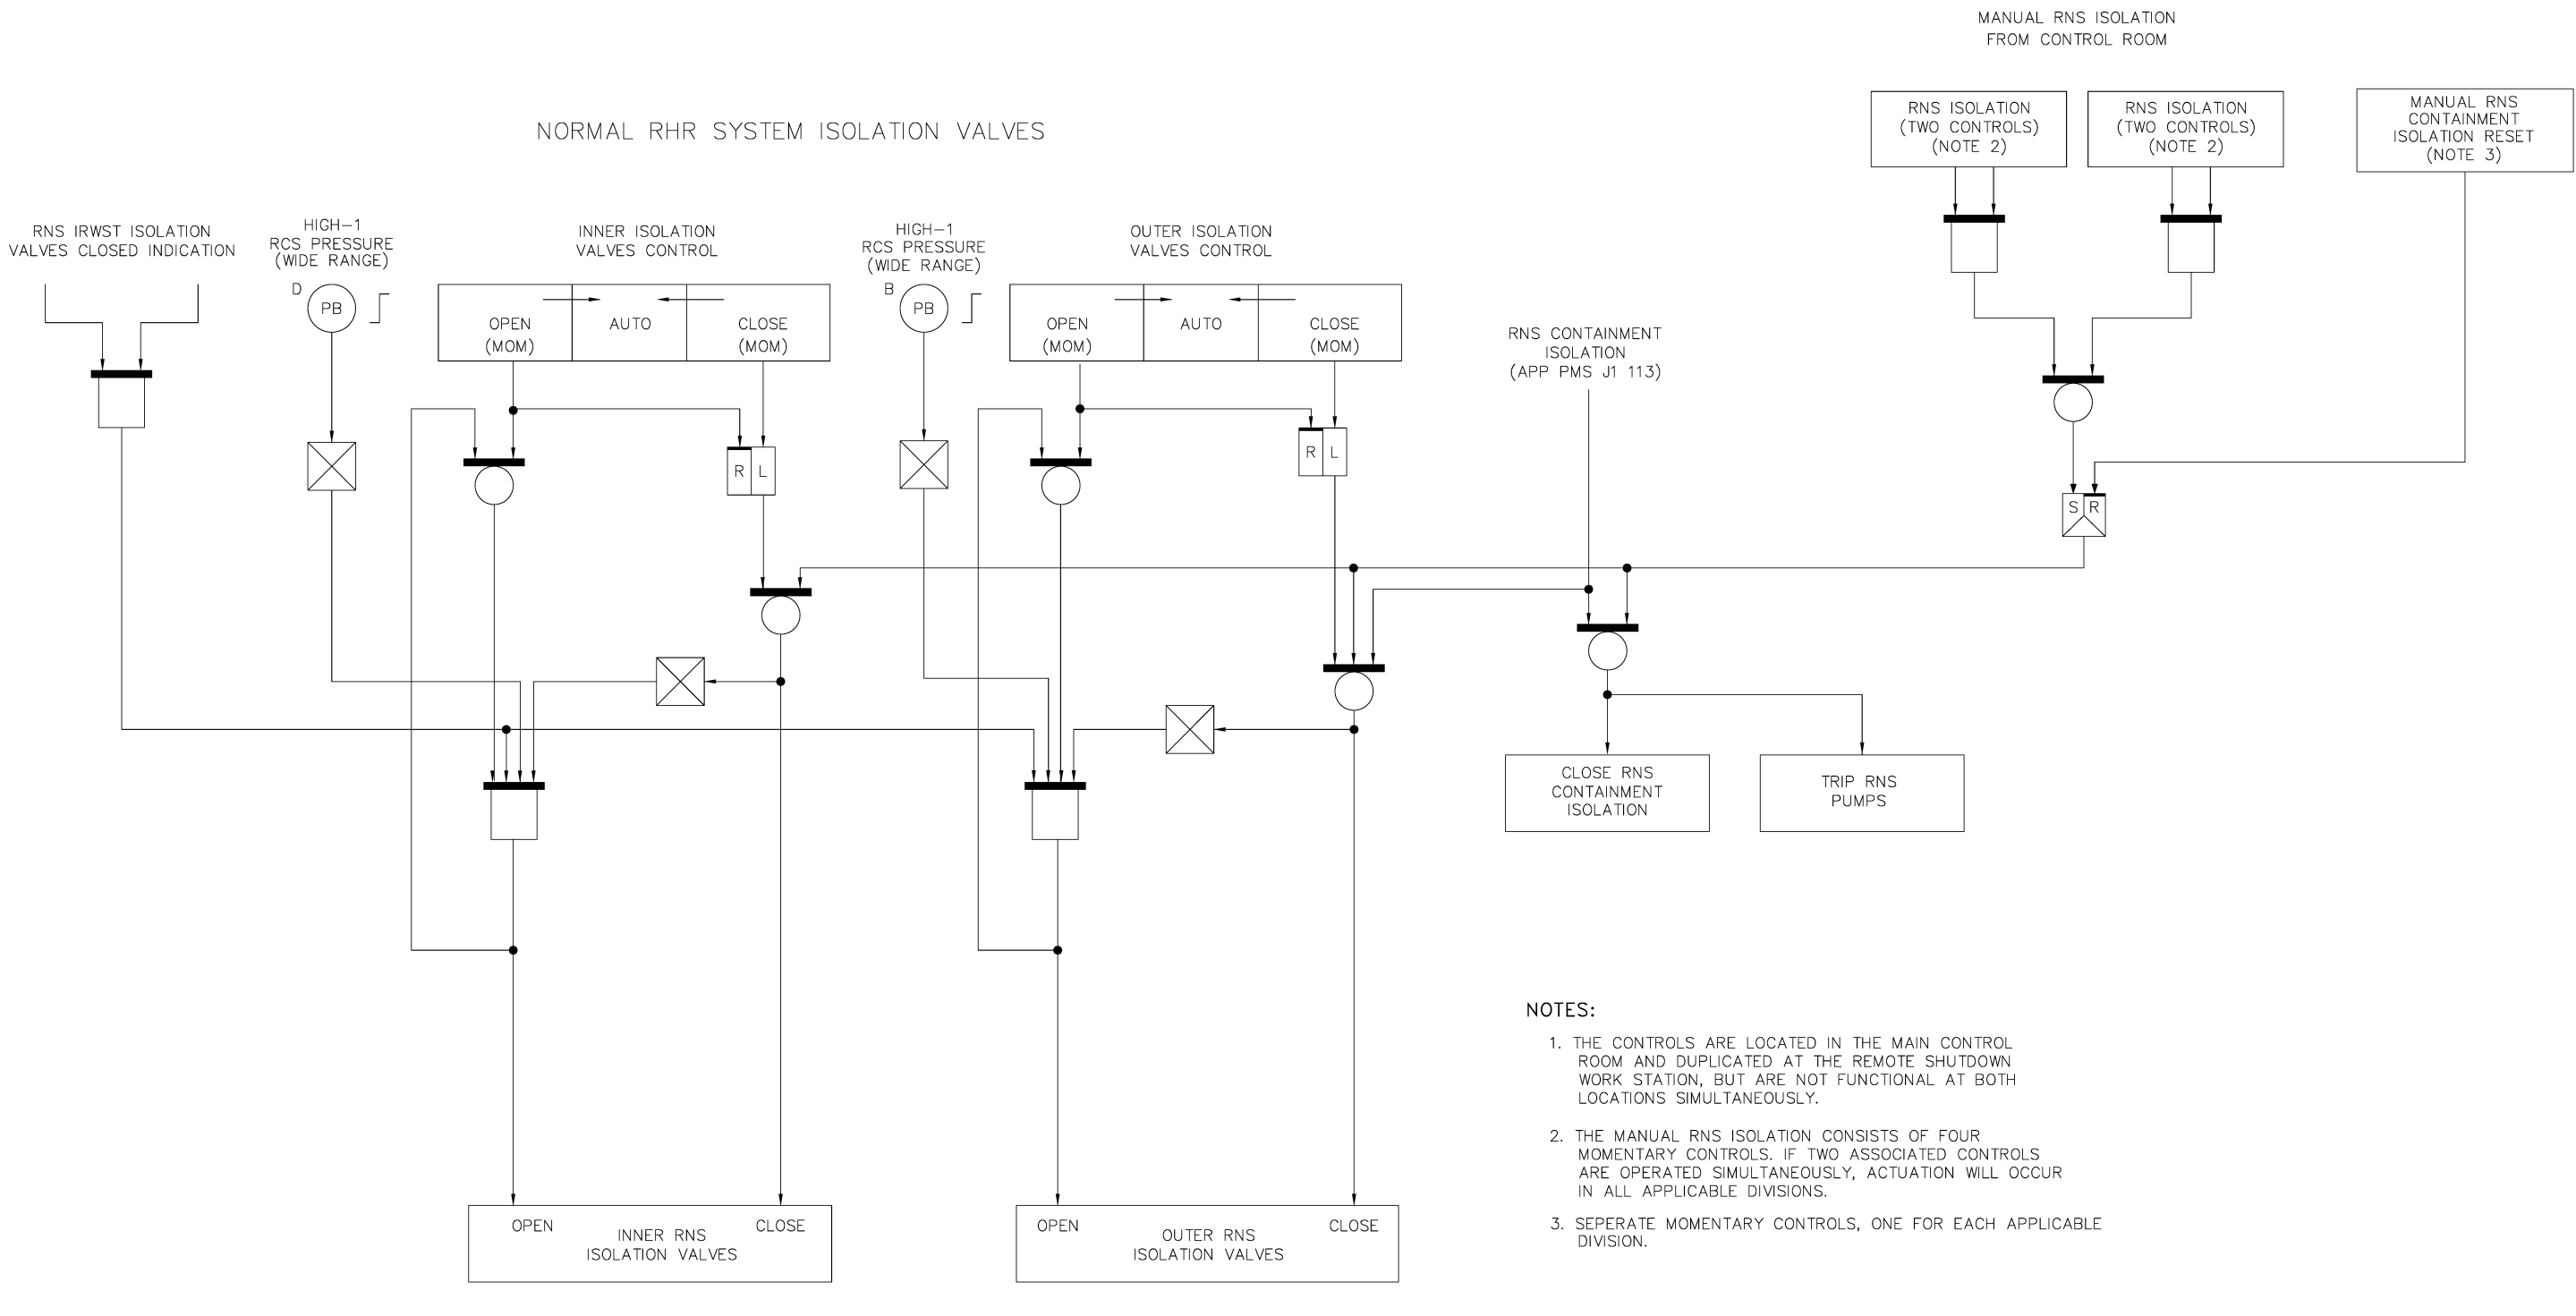 MANUAL RNS ISOLATION
FROM CONTROL ROOM
RNS ISOLATION
(TWO CONTROLS)
(NOTE 2)
RNS ISOLATION
(TWO CONTROLS)
(NOTE 2)
MANUAL RNS
CONTAINMENT
ISOLATION RESET
(NOTE 3)
NORMAL RHR SYSTEM ISOLATION VALVES
RNS IRWST ISOLATION
VALVES CLOSED INDICATION
HIGH-1
RCS PRESSURE
(WIDE RANGE)
D
PB
INNER ISOLATION
VALVES CONTROL
OPEN
(MOM)
AUTO
CLOSE
(MOM)
HIGH-1
RCS PRESSURE
(WIDE RANGE)
B
PB
OUTER ISOLATION
VALVES CONTROL
OPEN
(MOM)
AUTO
CLOSE
(MOM)
RNS CONTAINMENT
ISOLATION
(APP PMS J1 113)
R L
R L
S R
CLOSE RNS
CONTAINMENT
ISOLATION
TRIP RNS
PUMPS
OPEN
INNER RNS
ISOLATION VALVES
CLOSE
OPEN
OUTER RNS
ISOLATION VALVES
CLOSE
NOTES:
1. THE CONTROLS ARE LOCATED IN THE MAIN CONTROL
ROOM AND DUPLICATED AT THE REMOTE SHUTDOWN
WORK STATION, BUT ARE NOT FUNCTIONAL AT BOTH
LOCATIONS SIMULTANEOUSLY.
2. THE MANUAL RNS ISOLATION CONSISTS OF FOUR
MOMENTARY CONTROLS. IF TWO ASSOCIATED CONTROLS
ARE OPERATED SIMULTANEOUSLY, ACTUATION WILL OCCUR
IN ALL APPLICABLE DIVISIONS.
3. SEPERATE MOMENTARY CONTROLS, ONE FOR EACH APPLICABLE
DIVISION.